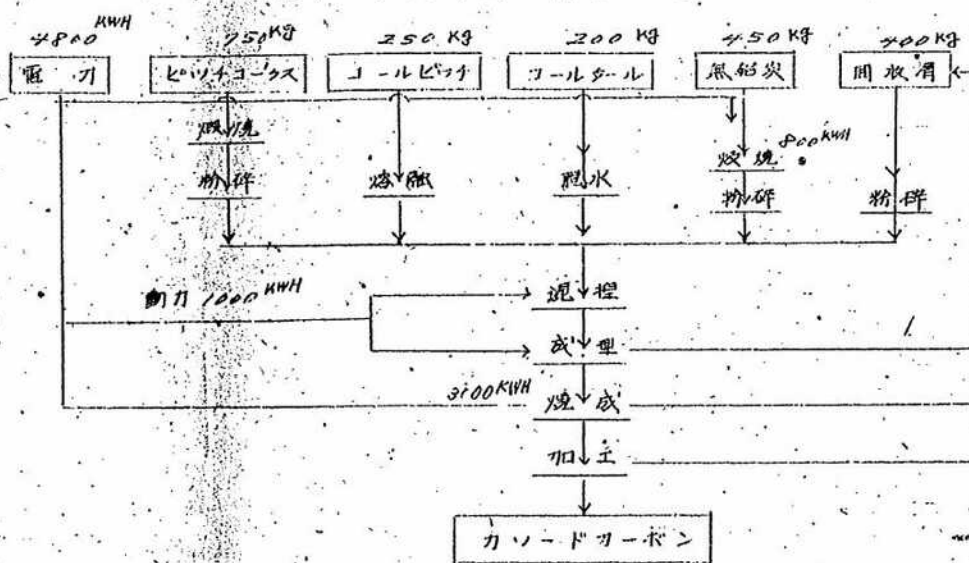 4800 KWH 750 Kg 250 Kg 200 Kg 450 Kg 400 Kg
電力 ピッチコークス コールピッチ コールタール 無鉛炭 回收屑
煆焼 煆焼 800 KWH
粉砕 熔融 脱水 粉砕 粉砕
動力 1000 KWH 混捏
成型
3100 KWH 焼成
加工
カソードカーボン